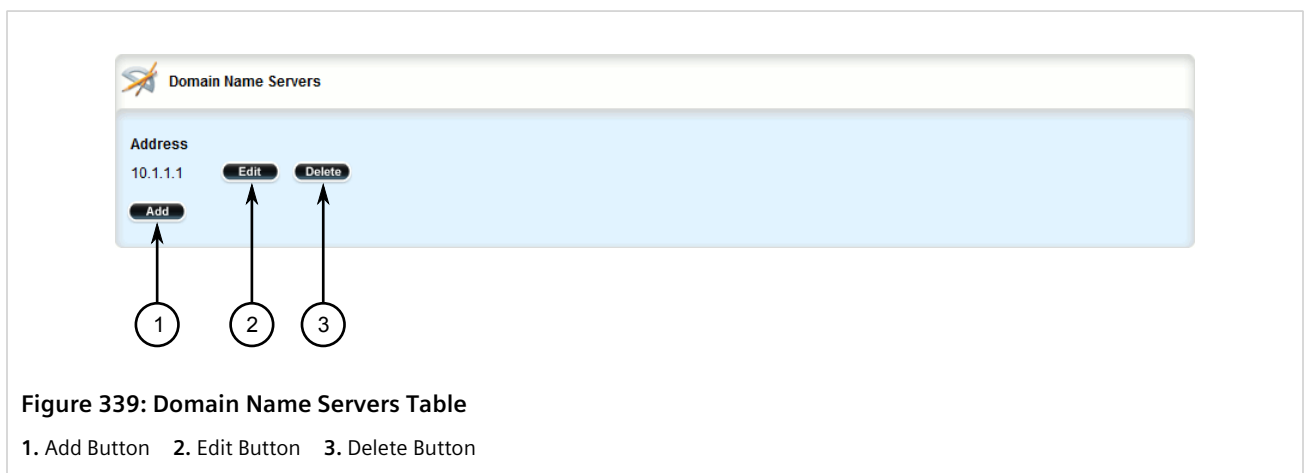 Domain Name Servers
Address
10.1.1.1 Edit Delete
Add
1 2 3
Figure 339: Domain Name Servers Table
1. Add Button 2. Edit Button 3. Delete Button